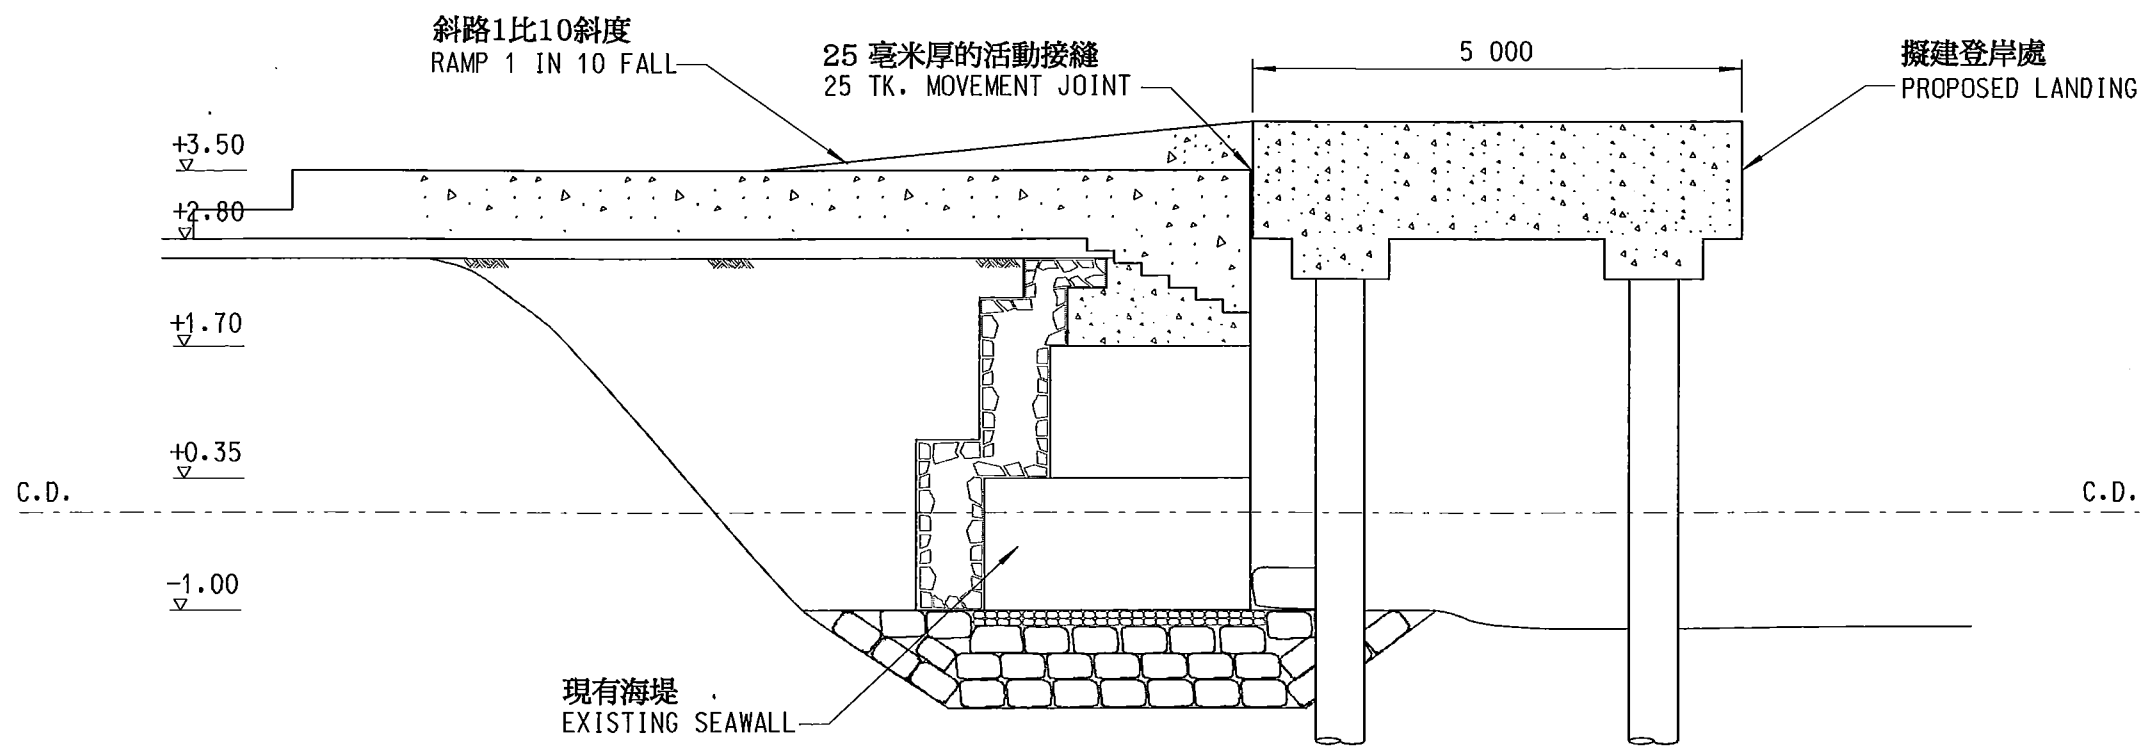 斜路1比10斜度
RAMP 1 IN 10 FALL
25 毫米厚的活動接縫
25 TK. MOVEMENT JOINT
5 000
擬建登岸處
PROPOSED LANDING
+3.50
+2.80
+1.70
+0.35
C.D.
C.D.
-1.00
現有海堤
EXISTING SEAWALL